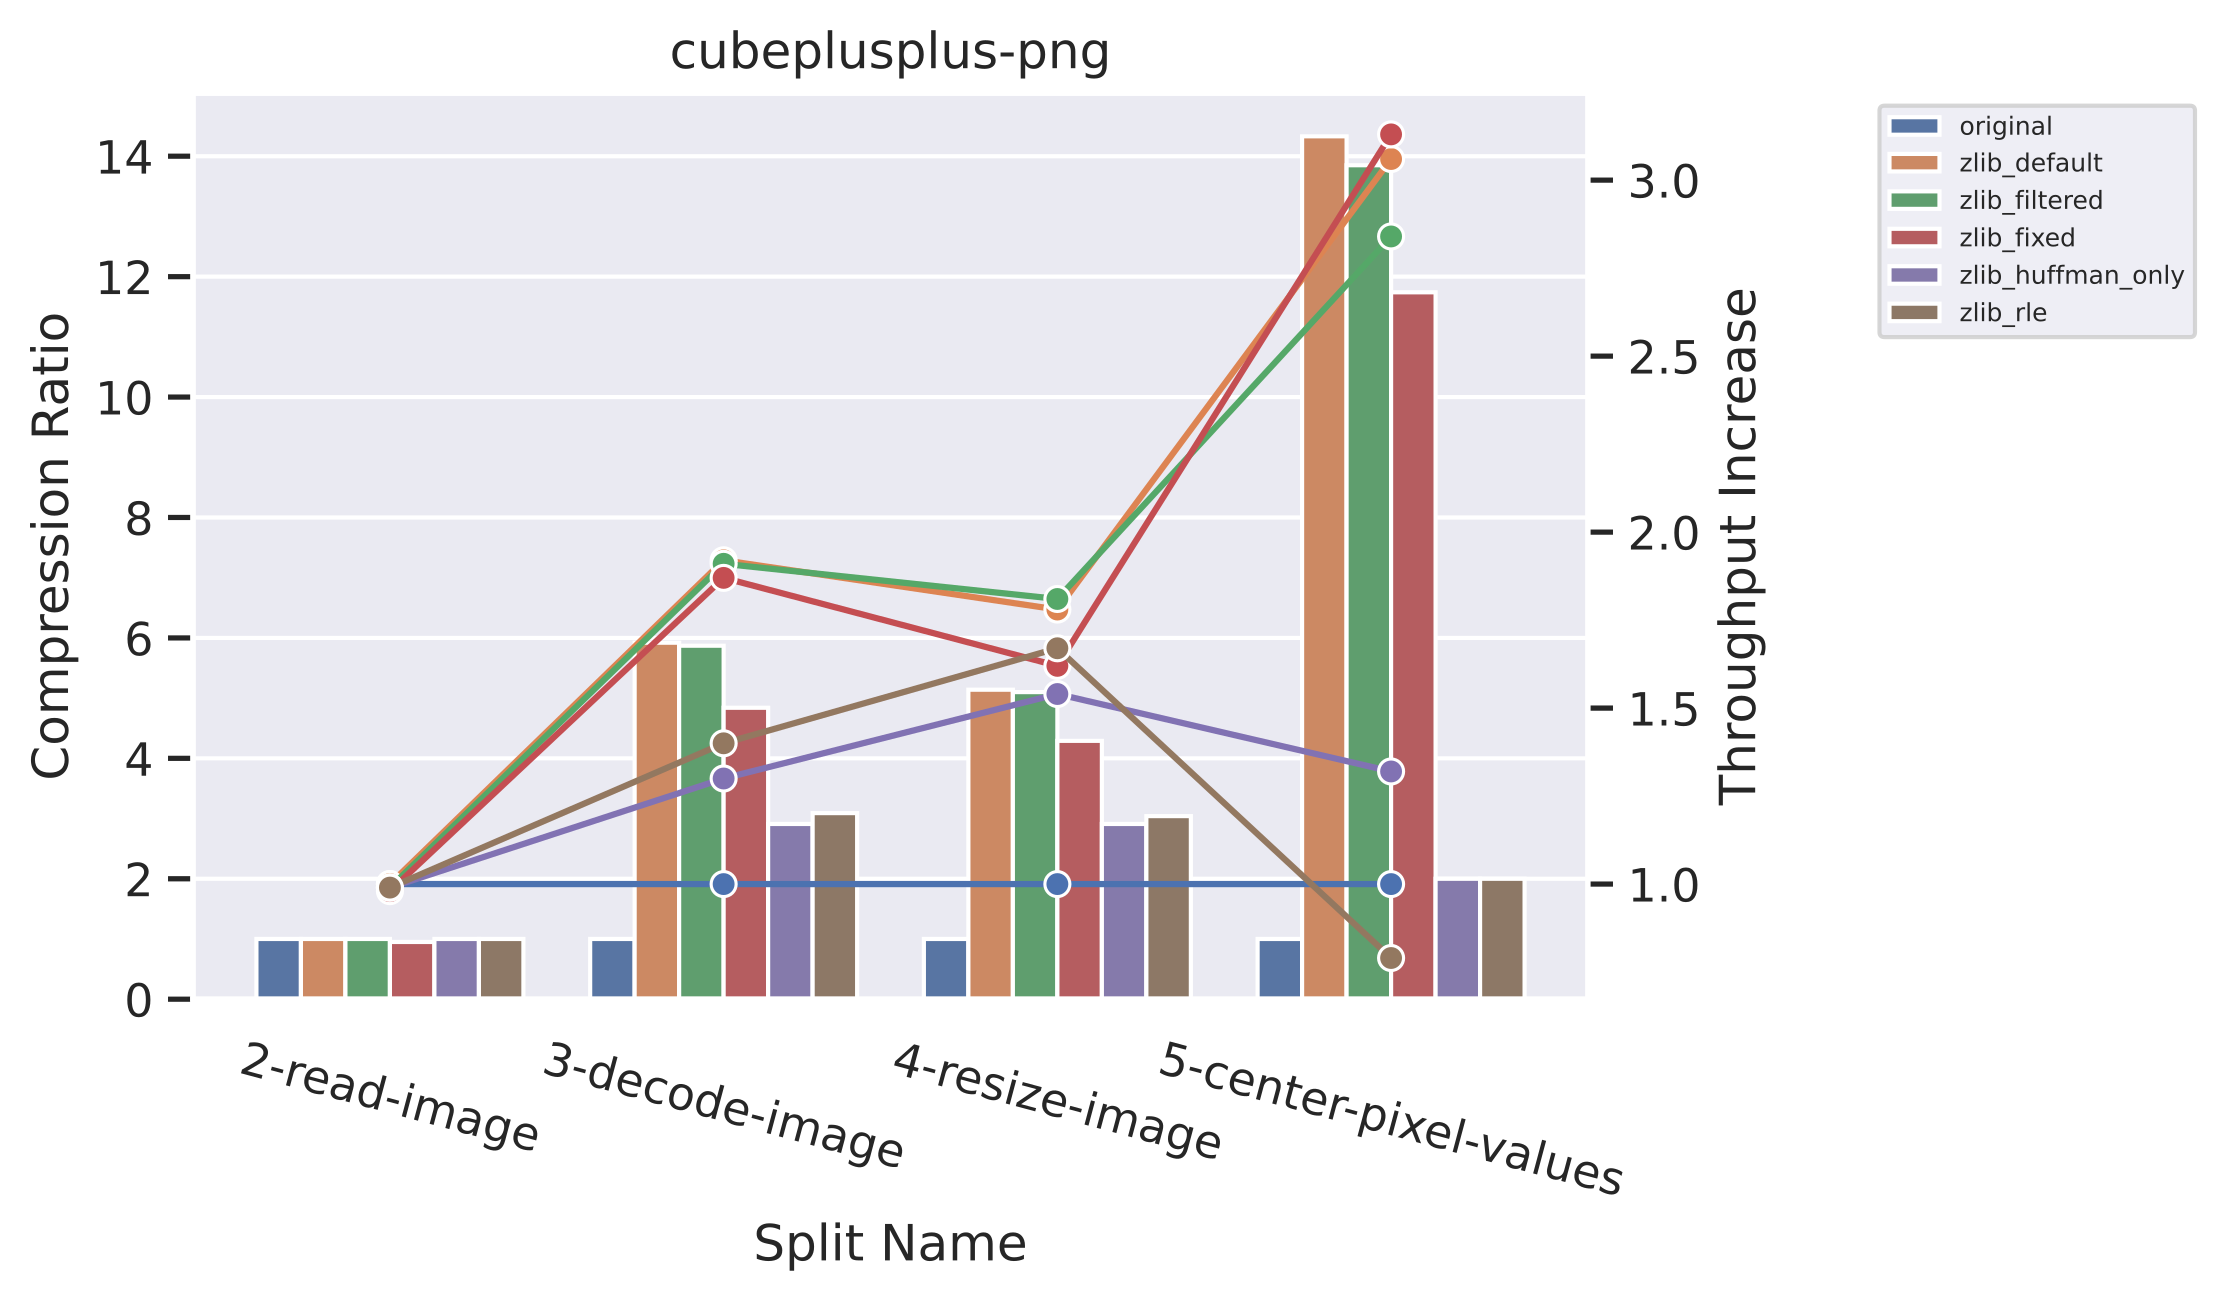 cubeplusplus-png
Compression Ratio
14
12
10
8
6
4
2
0
3.0
2.5
2.0
1.5
1.0
Throughput Increase
original
zlib_default
zlib_filtered
zlib_fixed
zlib_huffman_only
zlib_rle
2-read-image
3-decode-image
4-resize-image
5-center-pixel-values
Split Name